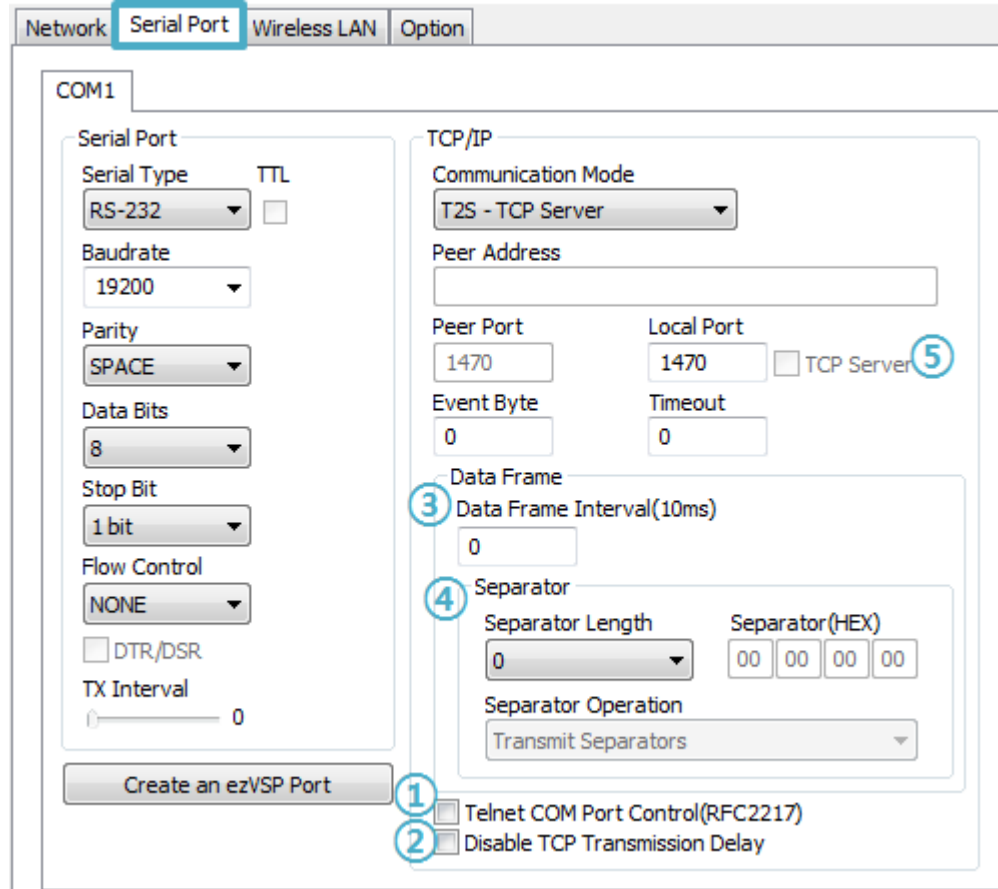 Network Serial Port Wireless LAN Option
COM1
Serial Port
Serial Type TTL
RS-232
Baudrate
19200
Parity
SPACE
Data Bits
8
Stop Bit
1 bit
Flow Control
NONE
DTR/DSR
TX Interval
0
Create an ezVSP Port
TCP/IP
Communication Mode
T2S - TCP Server
Peer Address
Peer Port Local Port
1470 1470 TCP Server ⑤
Event Byte Timeout
0 0
Data Frame
③ Data Frame Interval(10ms)
0
④ Separator
Separator Length Separator(HEX)
0 00 00 00 00
Separator Operation
Transmit Separators
① Telnet COM Port Control(RFC2217)
② Disable TCP Transmission Delay